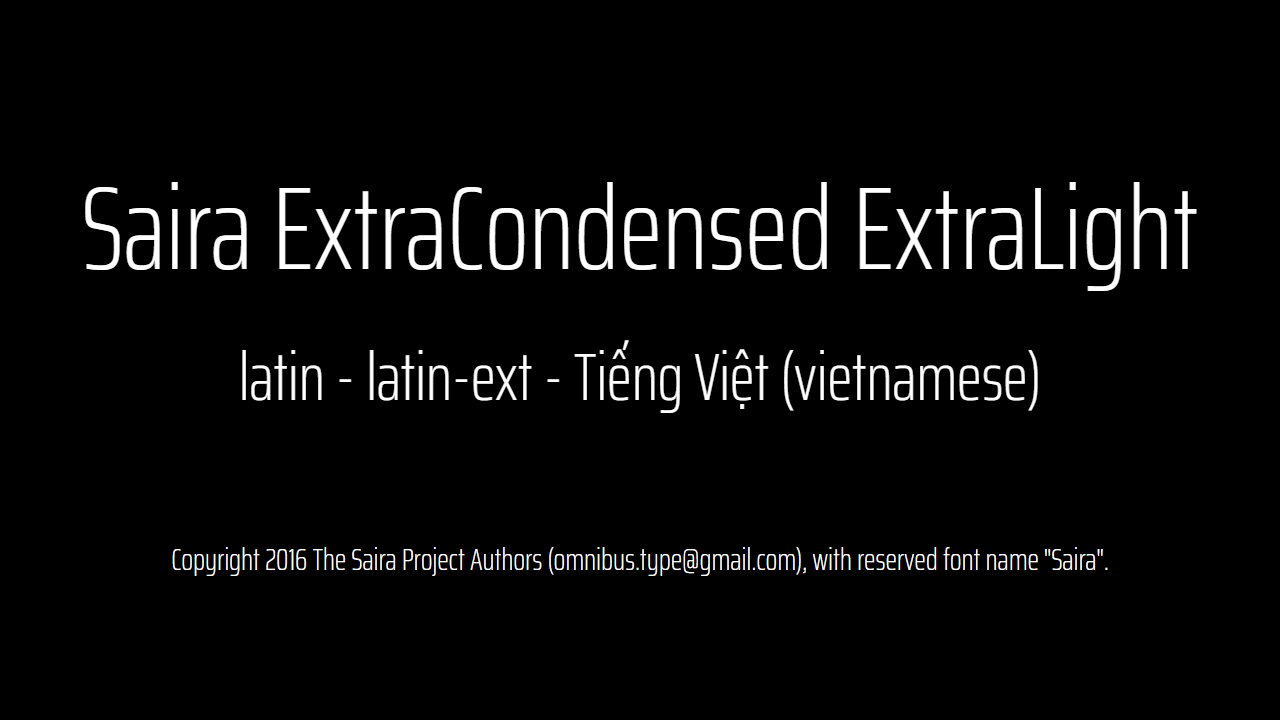 Saira ExtraCondensed ExtraLight
latin - latin-ext - Tiếng Việt (vietnamese)
Copyright 2016 The Saira Project Authors (omnibus.type@gmail.com), with reserved font name "Saira".